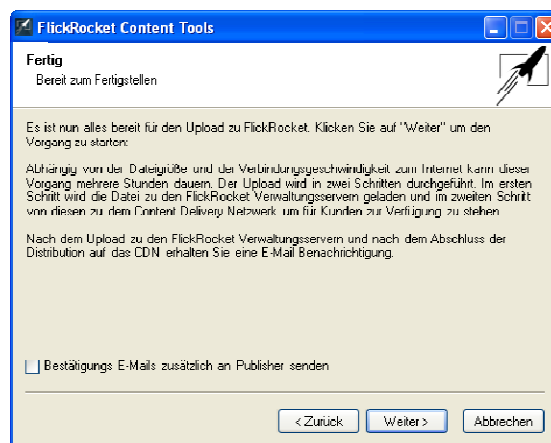 FlickRocket Content Tools
Fertig
Bereit zum Fertigstellen
Es ist nun alles bereit für den Upload zu FlickRocket. Klicken Sie auf "Weiter" um den
Vorgang zu starten:
Abhängig von der Dateigröße und der Verbindungsgeschwindigkeit zum Internet kann dieser
Vorgang mehrere Stunden dauern. Der Upload wird in zwei Schritten durchgeführt. Im ersten
Schritt wird die Datei zu den FlickRocket Verwaltungsservern geladen und im zweiten Schritt
von diesen zu dem Content Delivery Netzwerk um für Kunden zur Verfügung zu stehen.
Nach dem Upload zu den FlickRocket Verwaltungsservern und nach dem Abschluss der
Distribution auf das CDN erhalten Sie eine E-Mail Benachrichtigung.
Bestätigungs E-Mails zusätzlich an Publisher senden
< Zurück Weiter > Abbrechen